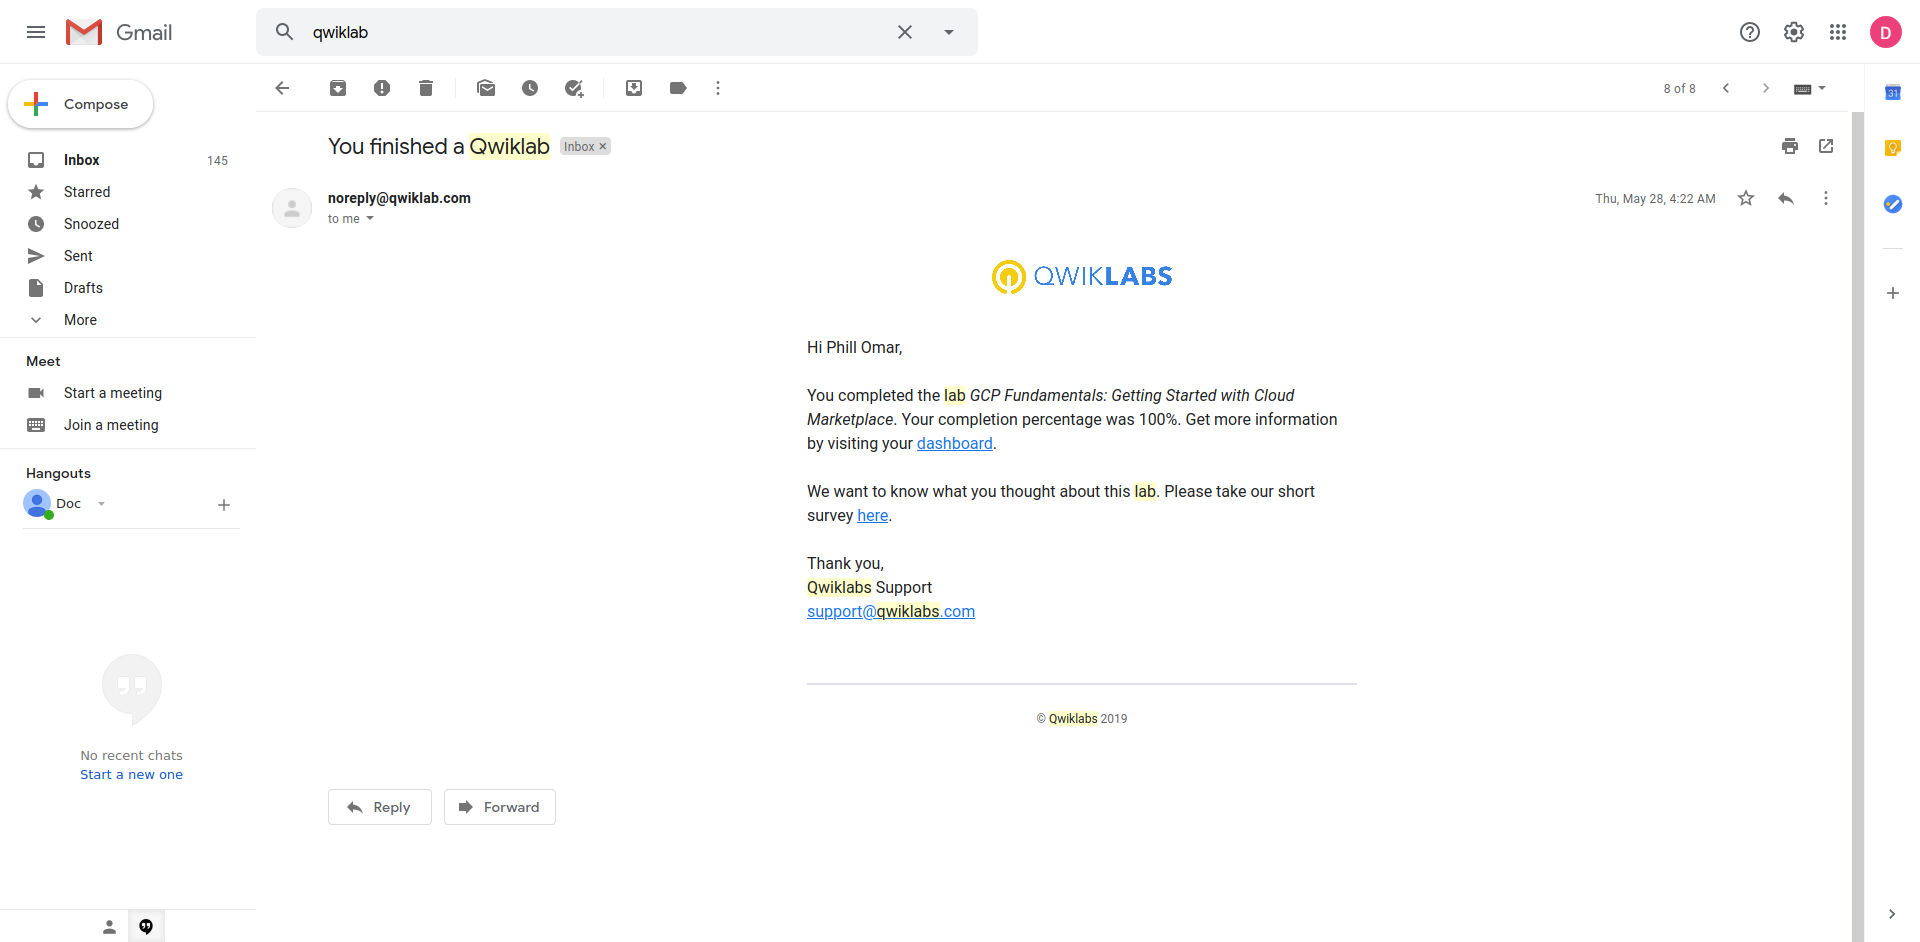 Gmail
qwiklab
Compose
8 of 8
31
D
Inbox 145
Starred
Snoozed
Sent
Drafts
More
Meet
Start a meeting
Join a meeting
Hangouts
Doc
No recent chats
Start a new one
You finished a Qwiklab Inbox ×
noreply@qwiklab.com
to me
Thu, May 28, 4:22 AM
QWIKLABS
Hi Phill Omar,
You completed the lab GCP Fundamentals: Getting Started with Cloud
Marketplace. Your completion percentage was 100%. Get more information
by visiting your dashboard.
We want to know what you thought about this lab. Please take our short
survey here.
Thank you,
Qwiklabs Support
support@qwiklabs.com
© Qwiklabs 2019
Reply
Forward